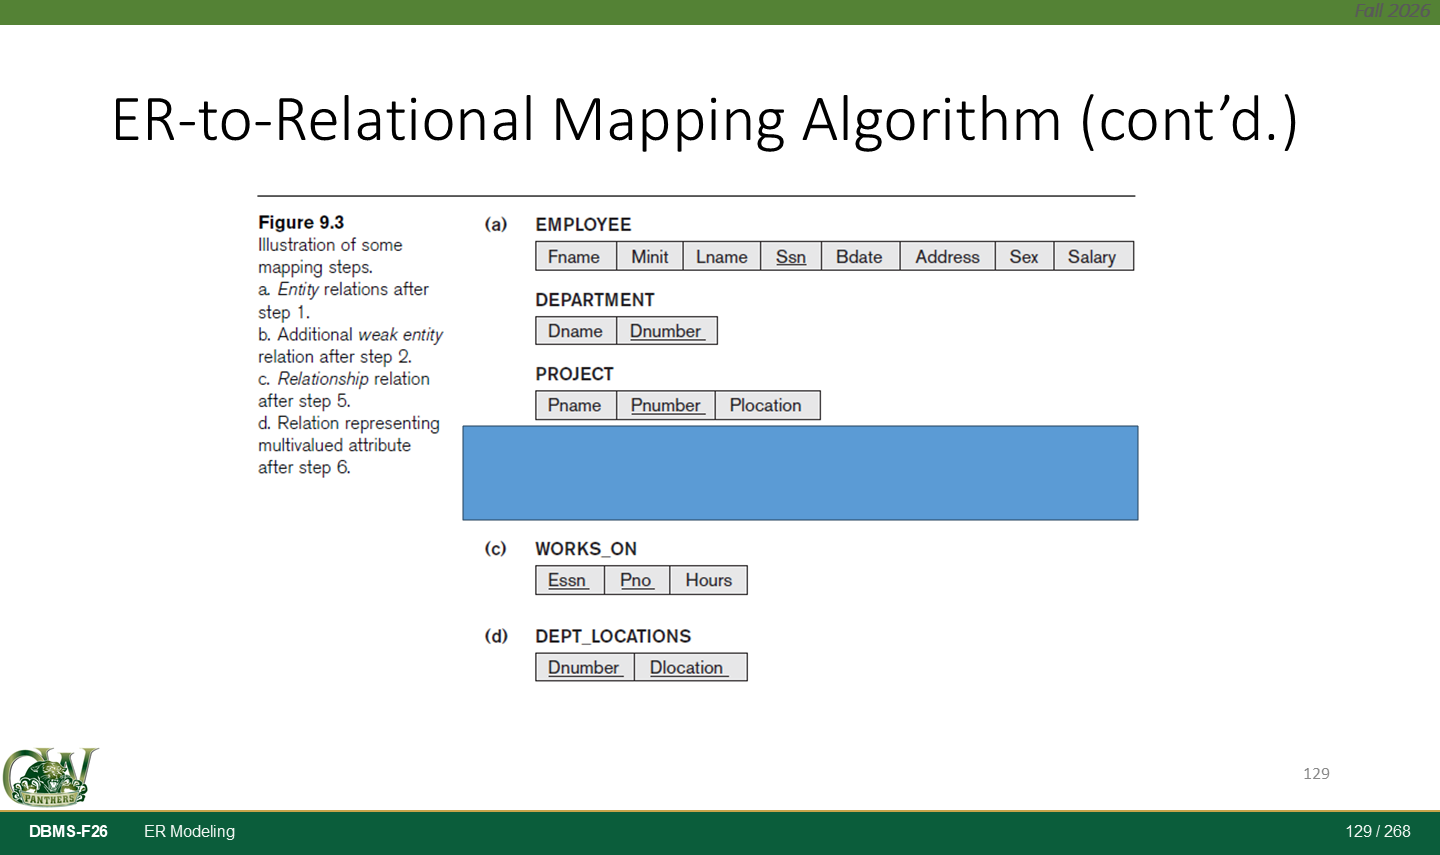 Fall 2026
ER-to-Relational Mapping Algorithm (cont’d.)
Figure 9.3
Illustration of some
mapping steps.
a. Entity relations after
step 1.
b. Additional weak entity
relation after step 2.
c. Relationship relation
after step 5.
d. Relation representing
multivalued attribute
after step 6.
(a) EMPLOYEE
Fname Minit Lname Ssn Bdate Address Sex Salary
DEPARTMENT
Dname Dnumber
PROJECT
Pname Pnumber Plocation
(c) WORKS_ON
Essn Pno Hours
(d) DEPT_LOCATIONS
Dnumber Dlocation
129
OW
PANTHERS
DBMS-F26 ER Modeling 129 / 268